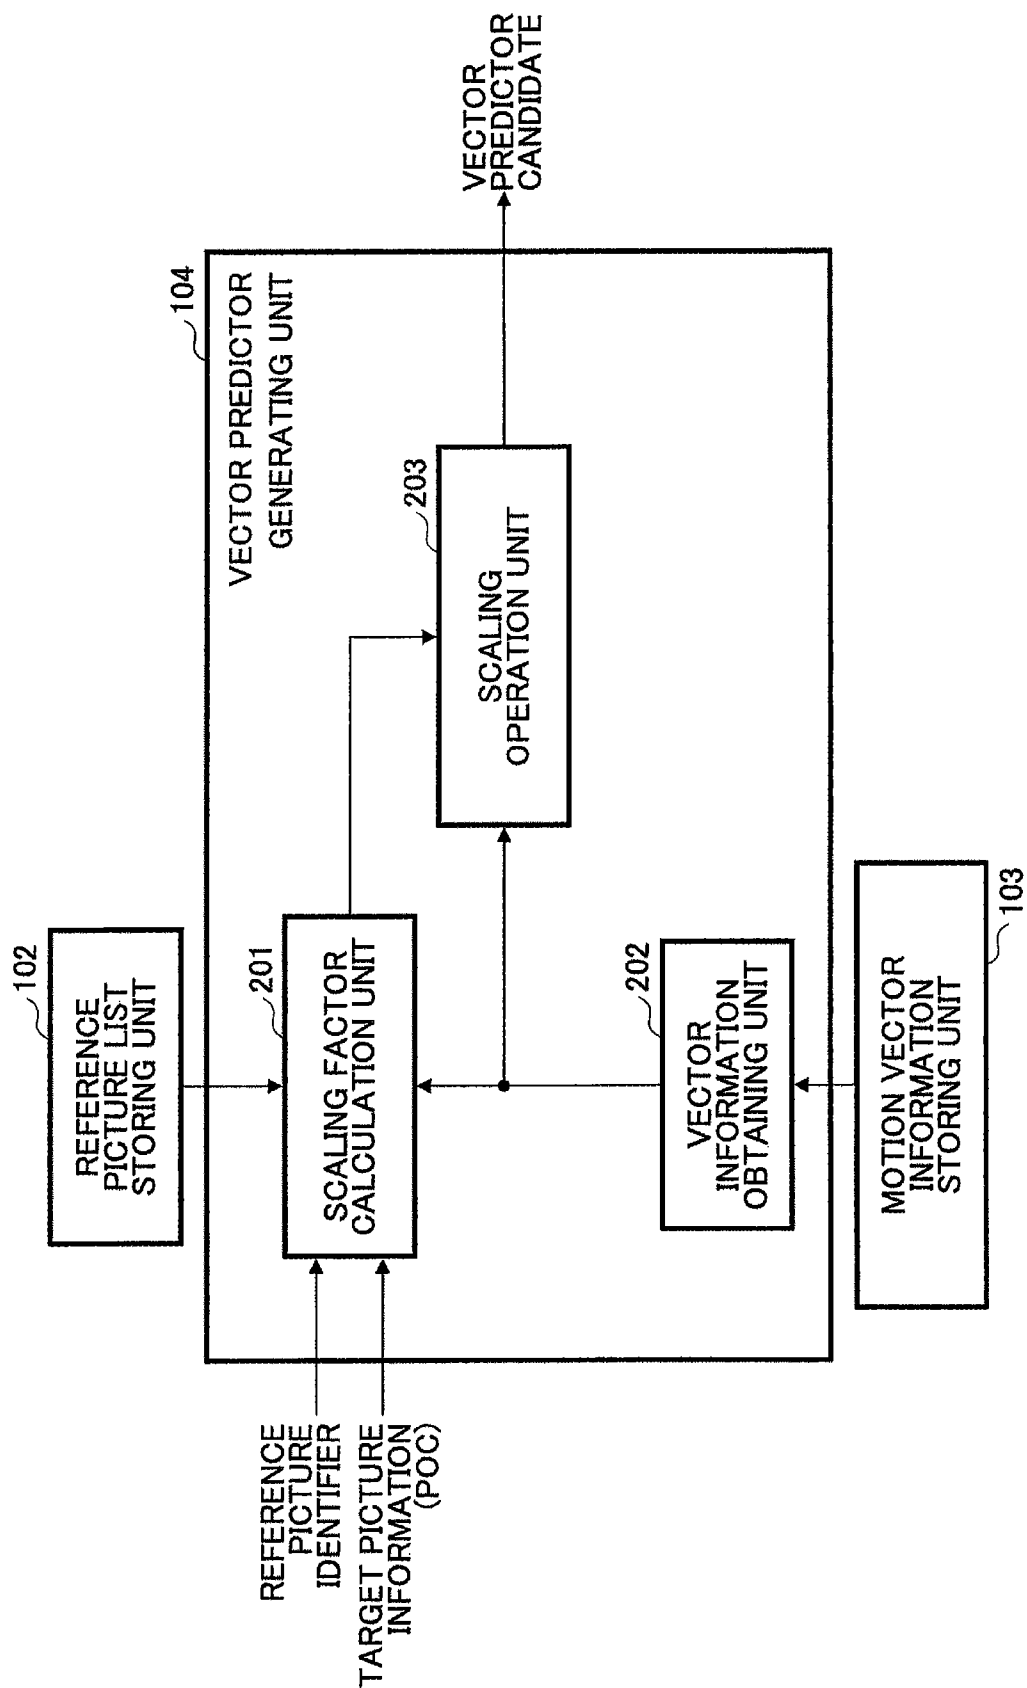 102
REFERENCE
PICTURE LIST
STORING UNIT
104
VECTOR PREDICTOR
GENERATING UNIT
REFERENCE
PICTURE
IDENTIFIER
TARGET PICTURE
INFORMATION
(POC)
201
SCALING FACTOR
CALCULATION UNIT
203
SCALING
OPERATION UNIT
VECTOR
PREDICTOR
CANDIDATE
202
VECTOR
INFORMATION
OBTAINING UNIT
MOTION VECTOR
INFORMATION
STORING UNIT
103